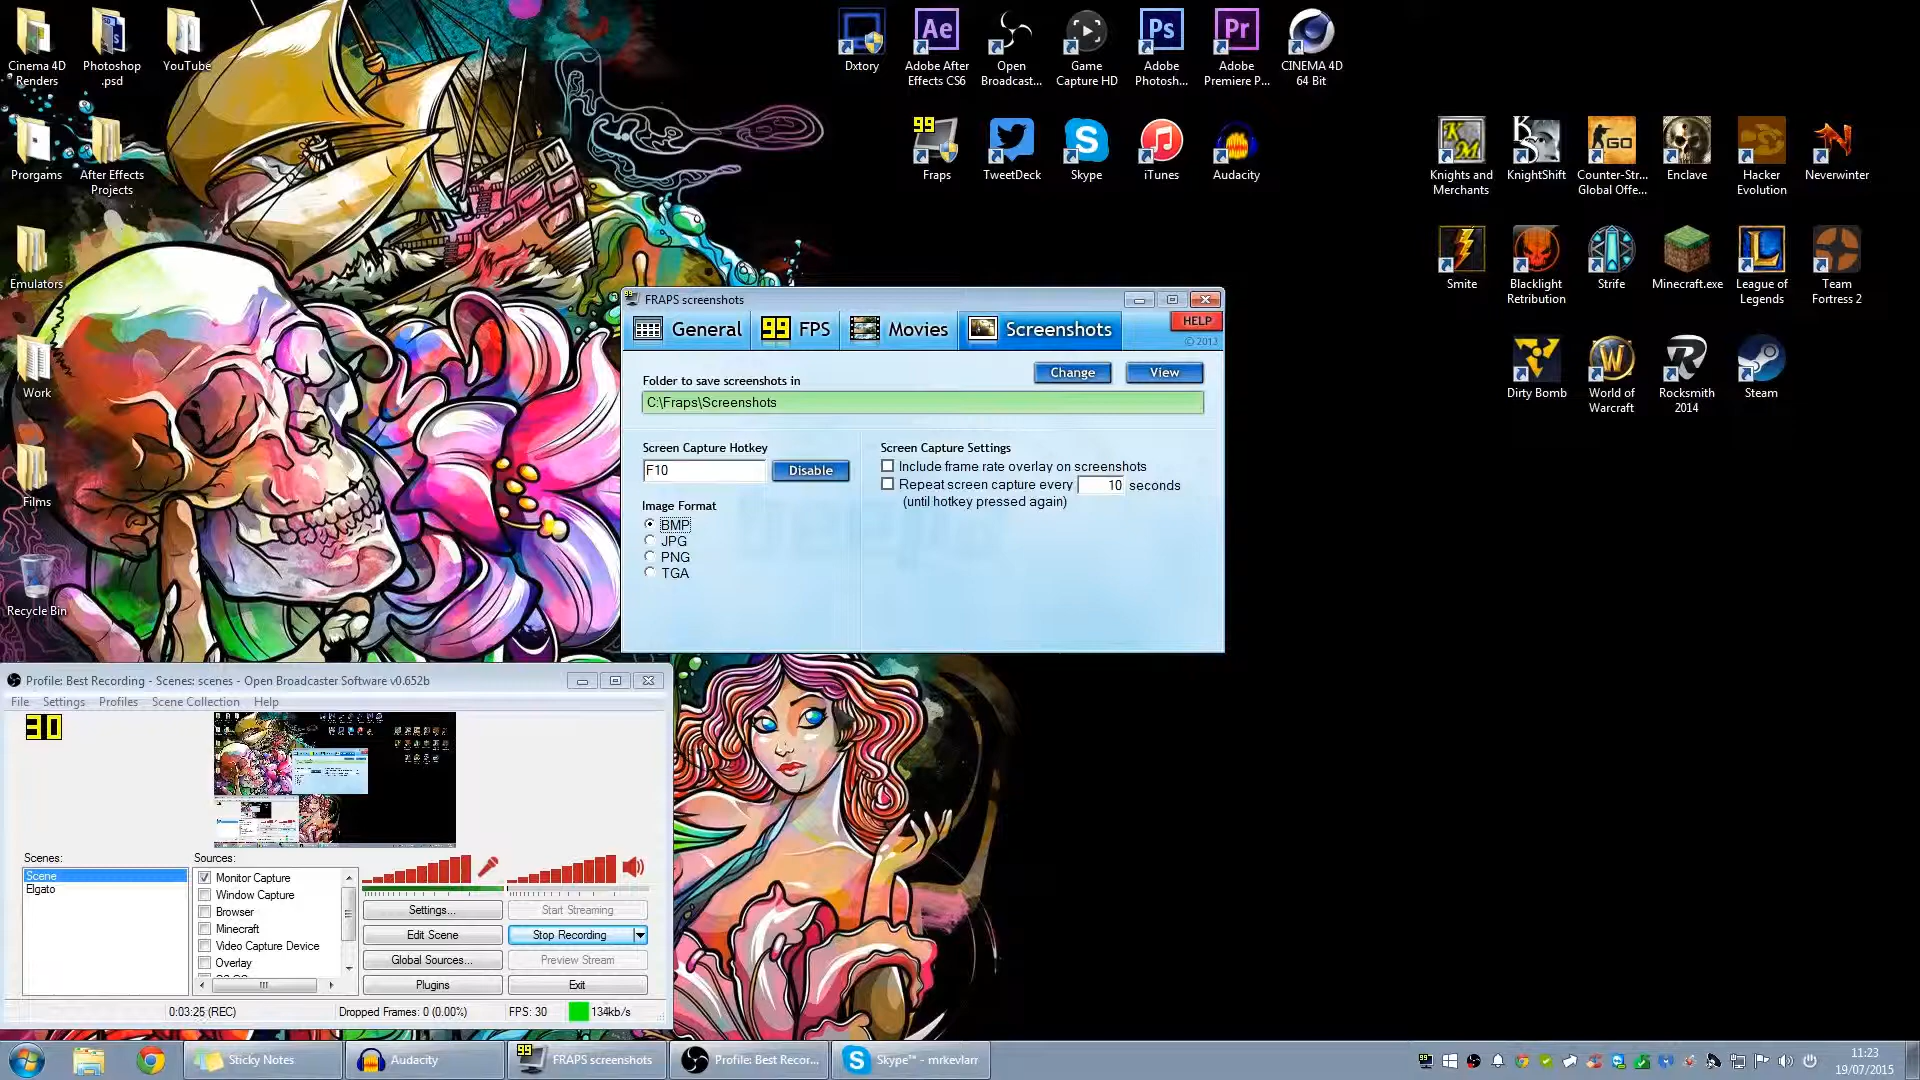 Cinema 4D
Renders
Photoshop
.psd
YouTube
Prorgams
After Effects
Projects
Emulators
Work
Films
Recycle Bin
Dxtory
Adobe After
Effects CS6
Open
Broadcast...
Game
Capture HD
Adobe
Photosh...
Adobe
Premiere P...
CINEMA 4D
64 Bit
Fraps
TweetDeck
Skype
iTunes
Audacity
Knights and
Merchants
KnightShift
Counter-Str...
Global Offe...
Enclave
Hacker
Evolution
Neverwinter
Smite
Blacklight
Retribution
Strife
Minecraft.exe
League of
Legends
Team
Fortress 2
Dirty Bomb
World of
Warcraft
Rocksmith
2014
Steam
FRAPS screenshots
General
99 FPS
Movies
Screenshots
HELP
© 2013
Folder to save screenshots in
Change
View
C:\Fraps\Screenshots
Screen Capture Hotkey
F10
Disable
Image Format
BMP
JPG
PNG
TGA
Screen Capture Settings
Include frame rate overlay on screenshots
Repeat screen capture every 10 seconds
(until hotkey pressed again)
Profile: Best Recording - Scenes: scenes - Open Broadcaster Software v0.652b
File Settings Profiles Scene Collection Help
30
Scenes:
Scene
Elgato
Sources:
Monitor Capture
Window Capture
Browser
Minecraft
Video Capture Device
Overlay
Settings...
Start Streaming
Edit Scene
Stop Recording
Global Sources...
Preview Stream
Plugins
Exit
0:03:25 (REC)
Dropped Frames: 0 (0.00%)
FPS: 30
134kb/s
Sticky Notes
Audacity
99 FRAPS screenshots
Profile: Best Recor...
Skype™ - mrkevlarr
11:23
19/07/2015